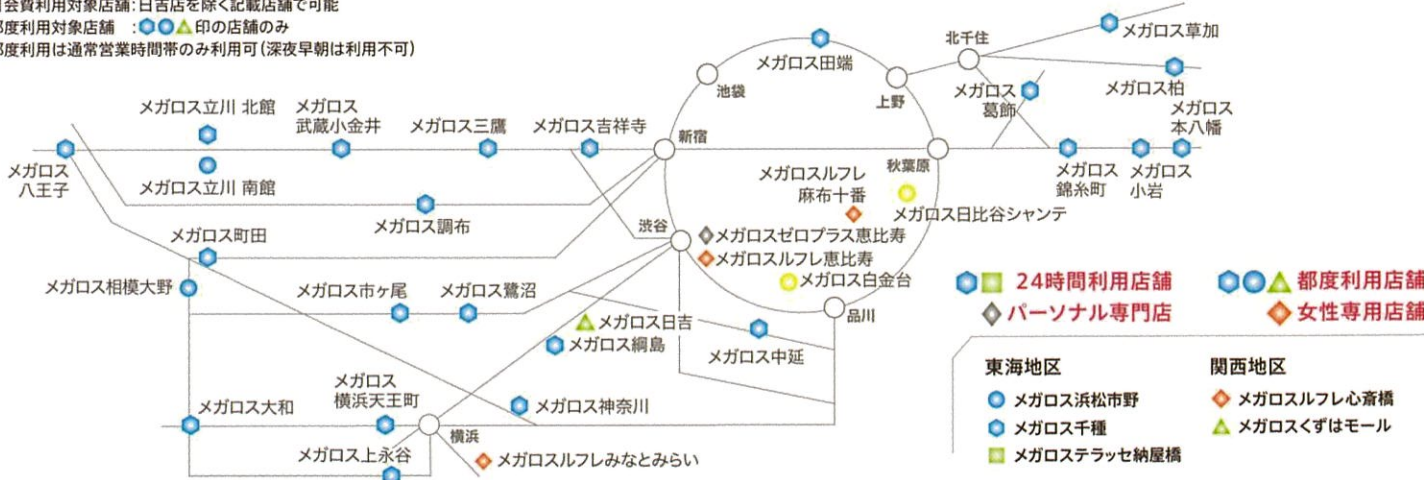 会費利用対象店舗:日吉店を除く記載店舗で可能
都度利用対象店舗 :印の店舗のみ
都度利用は通常営業時間帯のみ利用可(深夜早朝は利用不可)
メガロス草加
北千住
メガロス田端
メガロス柏
池袋
上野
メガロス
葛飾
メガロス
本八幡
メガロス立川 北館
メガロス
武蔵小金井
メガロス三鷹
メガロス吉祥寺
新宿
メガロス
八王子
メガロス立川 南館
秋葉原
メガロス
錦糸町
メガロス
小岩
メガロスルフレ
麻布十番
メガロス日比谷シャンテ
メガロス調布
渋谷
メガロスゼロプラス恵比寿
メガロスルフレ恵比寿
メガロス町田
メガロス白金台
メガロス相模大野
メガロス市ヶ尾
メガロス鷺沼
品川
メガロス日吉
メガロス綱島
メガロス中延
24時間利用店舗
都度利用店舗
パーソナル専門店
女性専用店舗
メガロス大和
メガロス
横浜天王町
メガロス神奈川
横浜
メガロス上永谷
メガロスルフレみなとみらい
東海地区
メガロス浜松市野
メガロス千種
メガロステラッセ納屋橋
関西地区
メガロスルフレ心斎橋
メガロスくずはモール